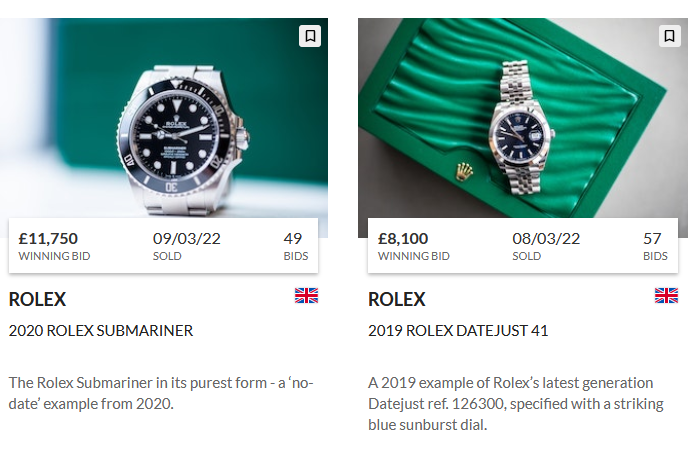 ROLEX
SUBMARINER
£11,750 09/03/22 49
WINNING BID SOLD BIDS
ROLEX
2020 ROLEX SUBMARINER
The Rolex Submariner in its purest form - a ‘no-
date’ example from 2020.
£8,100 08/03/22 57
WINNING BID SOLD BIDS
ROLEX
2019 ROLEX DATEJUST 41
A 2019 example of Rolex’s latest generation
Datejust ref. 126300, specified with a striking
blue sunburst dial.